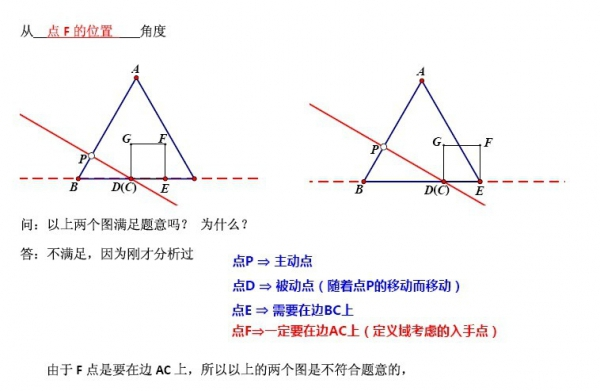 从 点 F 的位置 角度
A A
G F G F
P P
B D(C) E B D(C) E
问：以上两个图满足题意吗？ 为什么？
答：不满足，因为刚才分析过
点P ⇒ 主动点
点D ⇒ 被动点（随着点P的移动而移动）
点E ⇒ 需要在边BC上
点F⇒一定要在边AC上（定义域考虑的入手点）
由于 F 点是要在边 AC 上，所以以上的两个图是不符合题意的，